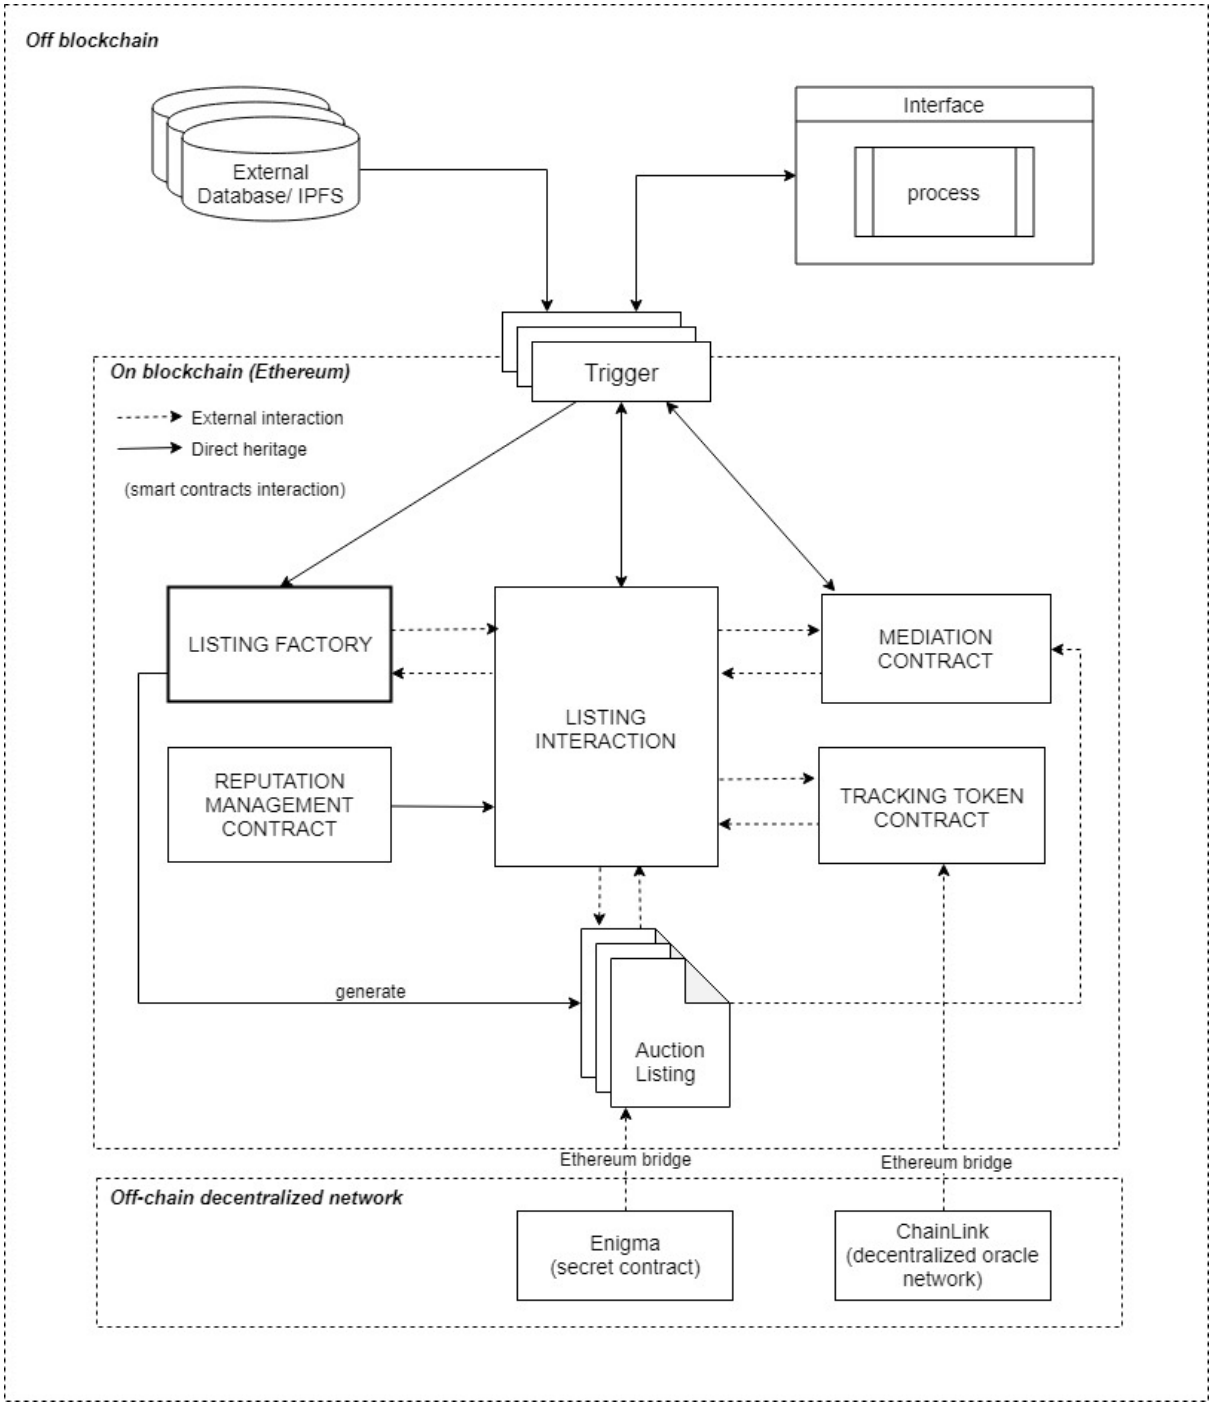 Off blockchain
External
Database/ IPFS
Interface
process
Trigger
On blockchain (Ethereum)
External interaction
Direct heritage
(smart contracts interaction)
LISTING FACTORY
LISTING
INTERACTION
MEDIATION
CONTRACT
REPUTATION
MANAGEMENT
CONTRACT
TRACKING TOKEN
CONTRACT
generate
Auction
Listing
Ethereum bridge
Ethereum bridge
Off-chain decentralized network
Enigma
(secret contract)
ChainLink
(decentralized oracle
network)